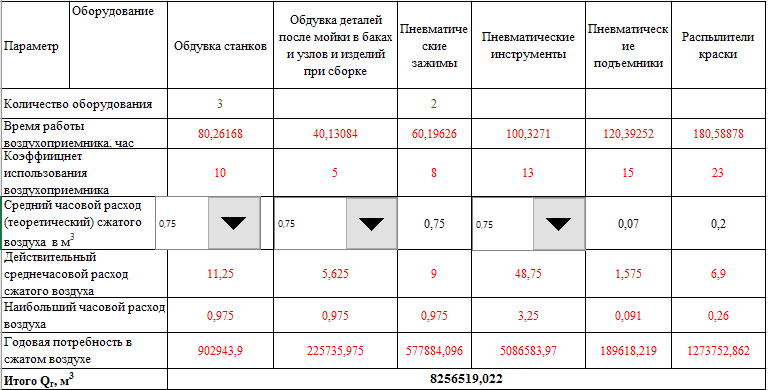 Оборудование
Параметр
Обдувка станков
Обдувка деталей
после мойки в баках
и узлов и изделий
при сборке
Пневматиче
ские
зажимы
Пневматические
инструменты
Пневматическ
ие
подъемники
Распылители
краски
Количество оборудования 3 2
Время работы
воздухоприемника, час 80,26168 40,13084 60,19626 100,3271 120,39252 180,58878
Коэффиицнет
использования
воздухоприемника
10 5 8 13 15 23
Средний часовой расход
(теоретический) сжатого
воздуха в м3
0,75 0,75 0,75 0,75 0,07 0,2
Действительный
среднечасовой расход
сжатого воздуха
11,25 5,625 9 48,75 1,575 6,9
Наибольший часовой расход
воздуха
0,975 0,975 0,975 3,25 0,091 0,26
Годовая потребность в
сжатом воздухе
902943,9 225735,975 577884,096 5086583,97 189618,219 1273752,862
Итого Qг, м3 8256519,022